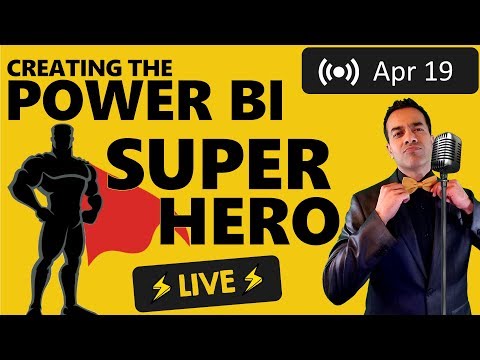 CREATING THE
POWER BI
SUPER
HERO
⚡LIVE⚡
Apr 19